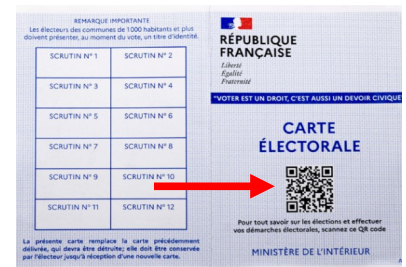 REMARQUE IMPORTANTE
Les électeurs des communes de 1000 habitants et plus
doivent présenter, au moment du vote, un titre d'identité.
SCRUTIN N° 1 SCRUTIN N° 2
SCRUTIN N° 3 SCRUTIN N° 4
SCRUTIN N° 5 SCRUTIN N° 6
SCRUTIN N° 7 SCRUTIN N° 8
SCRUTIN N° 9 SCRUTIN N° 10
SCRUTIN N° 11 SCRUTIN N° 12
La présente carte remplace la carte précédemment
délivrée, qui devra être détruite; elle doit être conservée
par l'électeur jusqu'à réception d'une nouvelle carte.
RÉPUBLIQUE
FRANÇAISE
Liberté
Égalité
Fraternité
"VOTER EST UN DROIT, C'EST AUSSI UN DEVOIR CIVIQUE
CARTE
ÉLECTORALE
Pour tout savoir sur les élections et effectuer
vos démarches électorales, scannez ce QR code
MINISTÈRE DE L'INTÉRIEUR